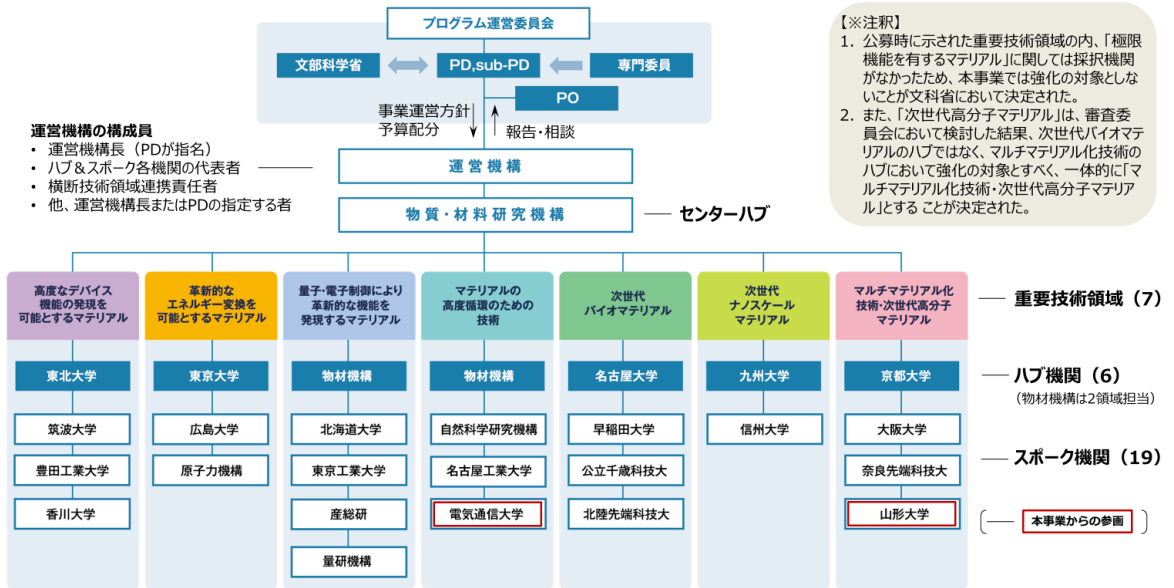 プログラム運営委員会
文部科学省
PD,sub-PD
専門委員
PO
事業運営方針
予算配分
報告・相談
【※注釈】
1. 公募時に示された重要技術領域の内、「極限
機能を有するマテリアル」に関しては採択機関
がなかったため、本事業では強化の対象としな
いことが文科省において決定された。
2. また、「次世代高分子マテリアル」は、審査委
員会において検討した結果、次世代バイオマテ
リアルのハブではなく、マルチマテリアル化技術の
ハブにおいて強化の対象とすべく、一体的に「マ
ルチマテリアル化技術・次世代高分子マテリア
ル」とする ことが決定された。
運営機構の構成員
• 運営機構長（PDが指名）
• ハブ＆スポーク各機関の代表者
• 横断技術領域連携責任者
• 他、運営機構長またはPDの指定する者
運営機構
物質・材料研究機構
センターハブ
高度なデバイス
機能の発現を
可能とするマテリアル
革新的な
エネルギー変換を
可能とするマテリアル
量子・電子制御により
革新的な機能を
発現するマテリアル
マテリアルの
高度循環のための
技術
次世代
バイオマテリアル
次世代
ナノスケール
マテリアル
マルチマテリアル化
技術・次世代高分子
マテリアル
重要技術領域（7）
東北大学
東京大学
物材機構
物材機構
名古屋大学
九州大学
京都大学
ハブ機関（6）
（物材機構は2領域担当）
筑波大学
広島大学
北海道大学
自然科学研究機構
早稲田大学
信州大学
大阪大学
豊田工業大学
原子力機構
東京工業大学
名古屋工業大学
公立千歳科技大
奈良先端科技大
スポーク機関（19）
香川大学
産総研
電気通信大学
北陸先端科技大
山形大学
本事業からの参画
量研機構